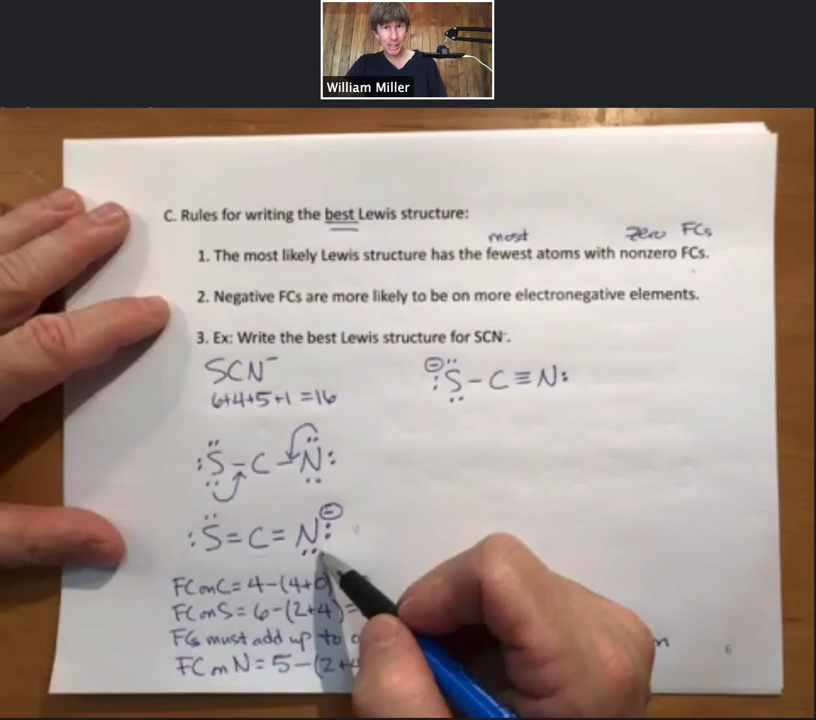 William Miller
C. Rules for writing the best Lewis structure:
most zero FCs
1. The most likely Lewis structure has the fewest atoms with nonzero FCs.
2. Negative FCs are more likely to be on more electronegative elements.
3. Ex: Write the best Lewis structure for SCN⁻.
SCN⁻
6+4+5+1=16
⊖ :S̤̈-C≡N:
:S̤̈-C-N̤̈:
:S̈=C=N̤: ⊖
FC on C = 4-(4+0)
FC on S = 6-(2+4) =
FCs must add up to
FC on N = 5-(2+4
6